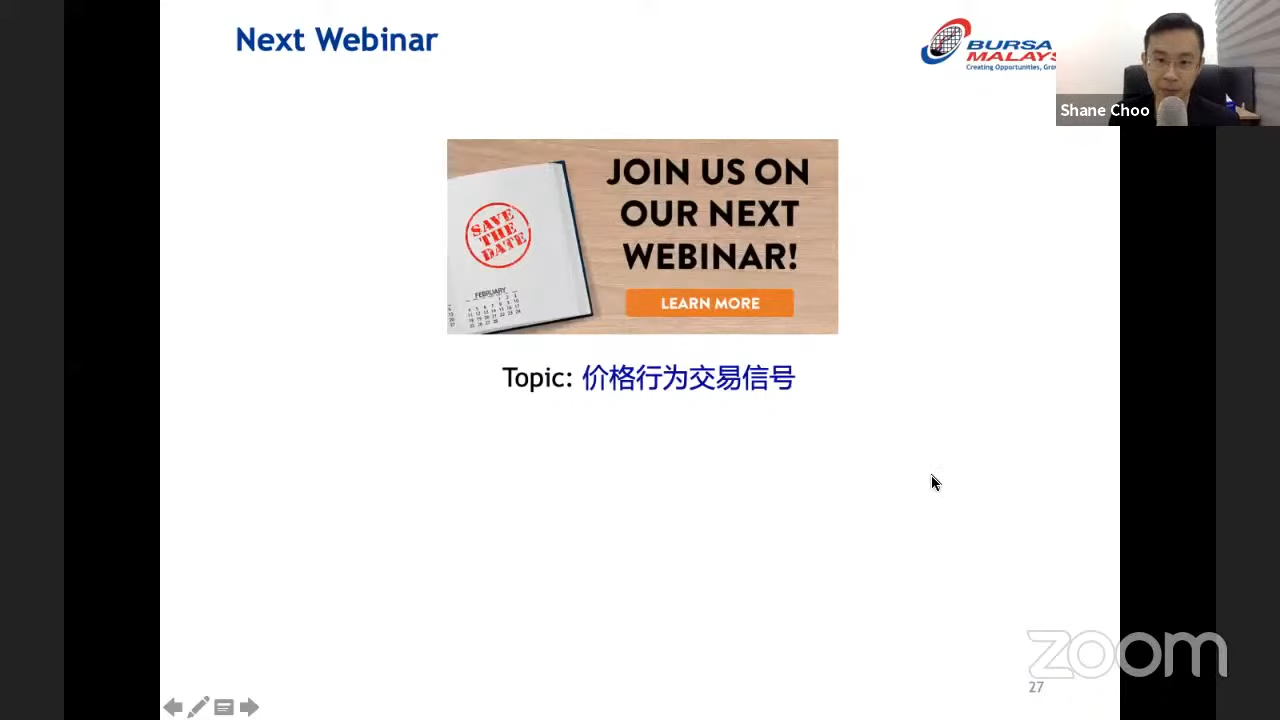 Next Webinar
BURSA
MALAYS
Creating Opportunities, Gro
Shane Choo
JOIN US ON
OUR NEXT
WEBINAR!
SAVE
THE
DATE
FEBRUARY
LEARN MORE
Topic: 价格行为交易信号
zoom
27